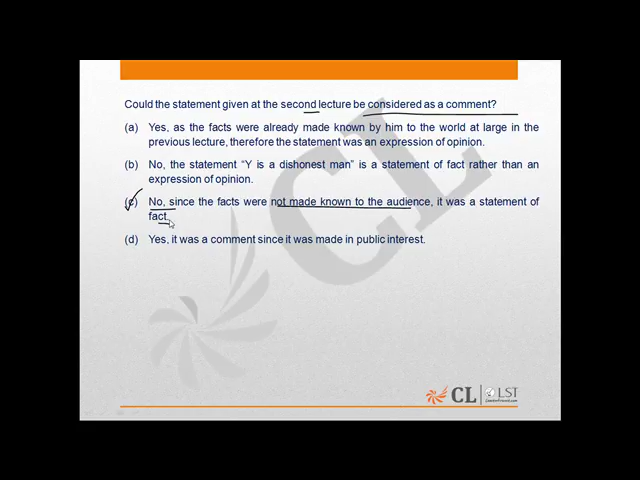 Could the statement given at the second lecture be considered as a comment?
(a) Yes, as the facts were already made known by him to the world at large in the
previous lecture, therefore the statement was an expression of opinion.
(b) No, the statement “Y is a dishonest man” is a statement of fact rather than an
expression of opinion.
(c) No, since the facts were not made known to the audience, it was a statement of
fact.
(d) Yes, it was a comment since it was made in public interest.
CL
CL LST